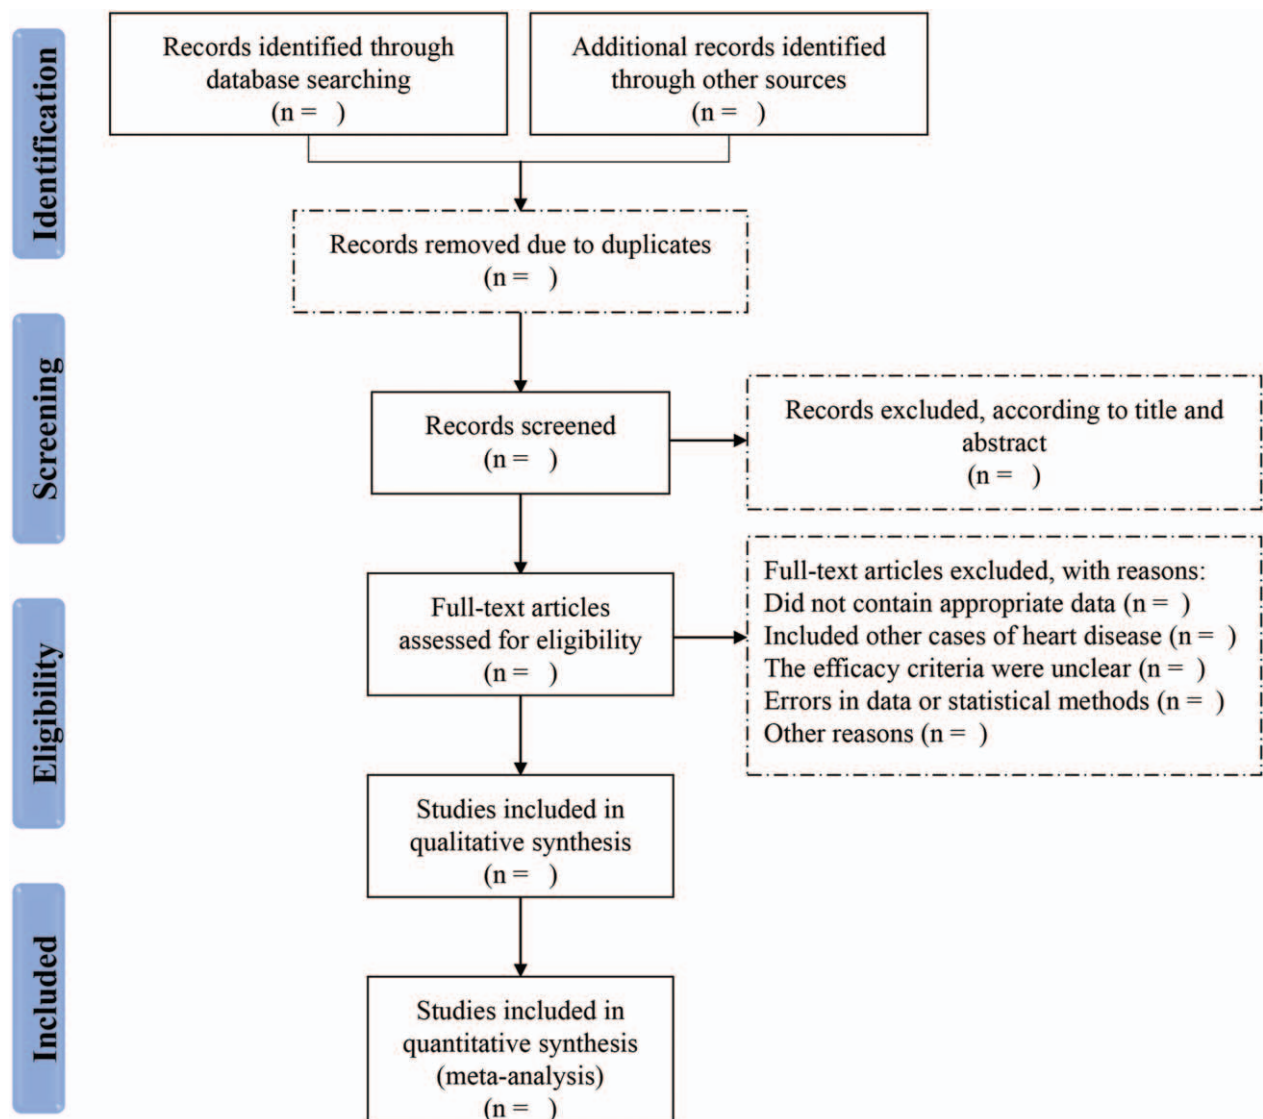 Identification
Records identified through
database searching
(n =   )
Additional records identified
through other sources
(n =   )
Records removed due to duplicates
(n =   )
Screening
Records screened
(n =   )
Records excluded, according to title and
abstract
(n =   )
Eligibility
Full-text articles
assessed for eligibility
(n =   )
Full-text articles excluded, with reasons:
Did not contain appropriate data (n =   )
Included other cases of heart disease (n =   )
The efficacy criteria were unclear (n =   )
Errors in data or statistical methods (n =   )
Other reasons (n =   )
Studies included in
qualitative synthesis
(n =   )
Included
Studies included in
quantitative synthesis
(meta-analysis)
(n =   )